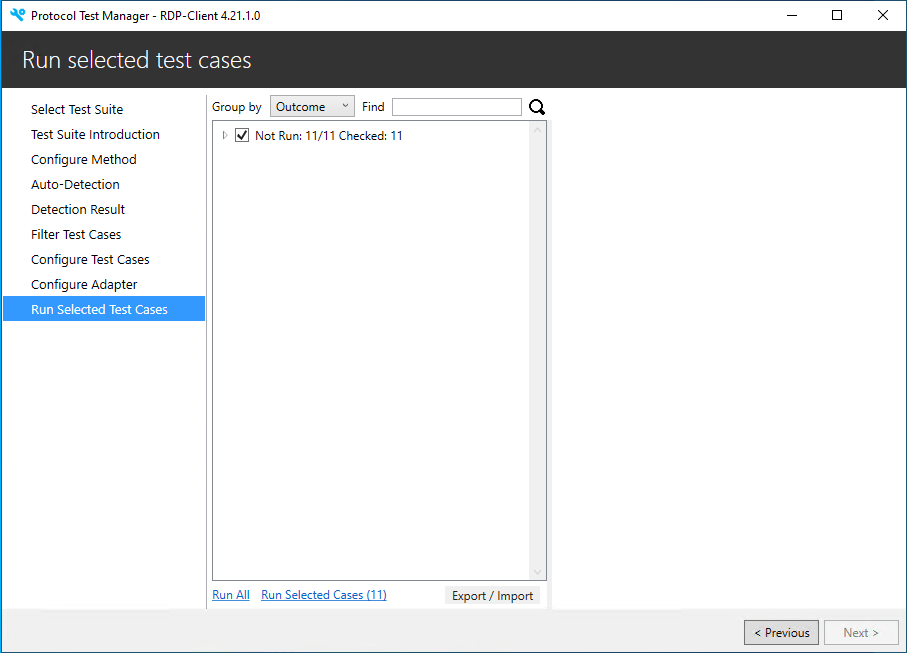 Protocol Test Manager - RDP-Client 4.21.1.0
Run selected test cases
Select Test Suite
Test Suite Introduction
Configure Method
Auto-Detection
Detection Result
Filter Test Cases
Configure Test Cases
Configure Adapter
Run Selected Test Cases
Group by Outcome Find
Not Run: 11/11 Checked: 11
Run All Run Selected Cases (11) Export / Import
< Previous Next >